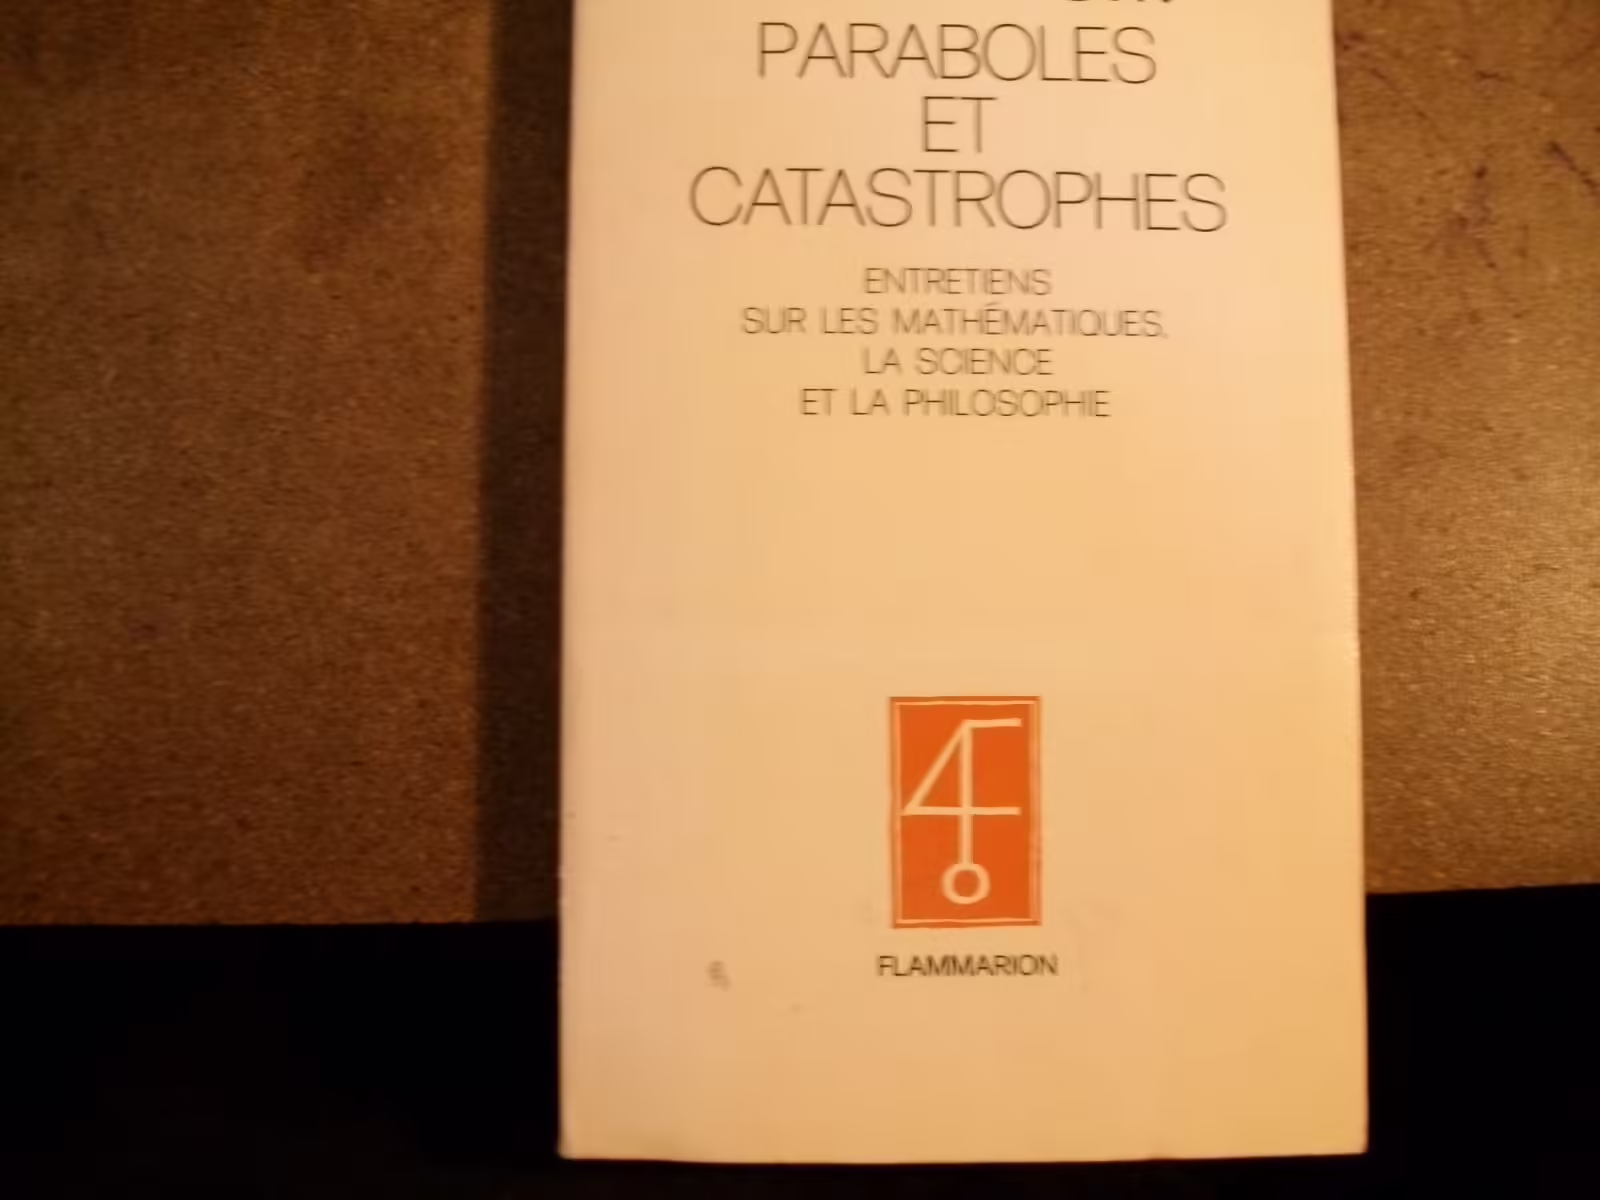 PARABOLES
ET
CATASTROPHES
ENTRETIENS
SUR LES MATHÉMATIQUES,
LA SCIENCE
ET LA PHILOSOPHIE
FLAMMARION